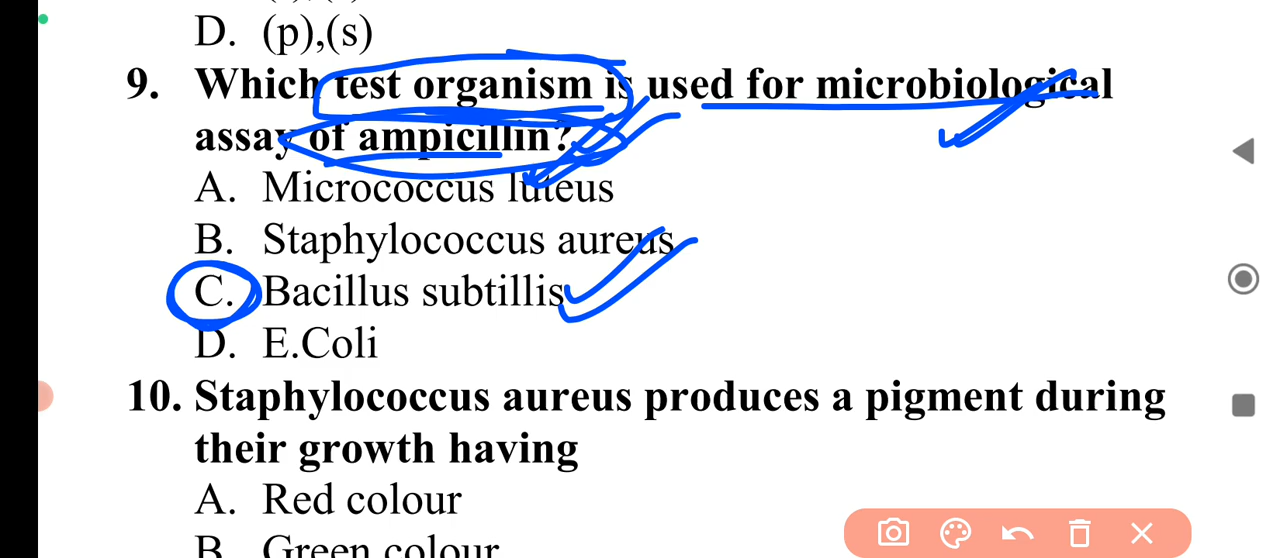 D. (p),(s)
9. Which test organism is used for microbiological
assay of ampicillin?
A. Micrococcus luteus
B. Staphylococcus aureus
C. Bacillus subtillis
D. E.Coli
10. Staphylococcus aureus produces a pigment during
their growth having
A. Red colour
B. Green colour